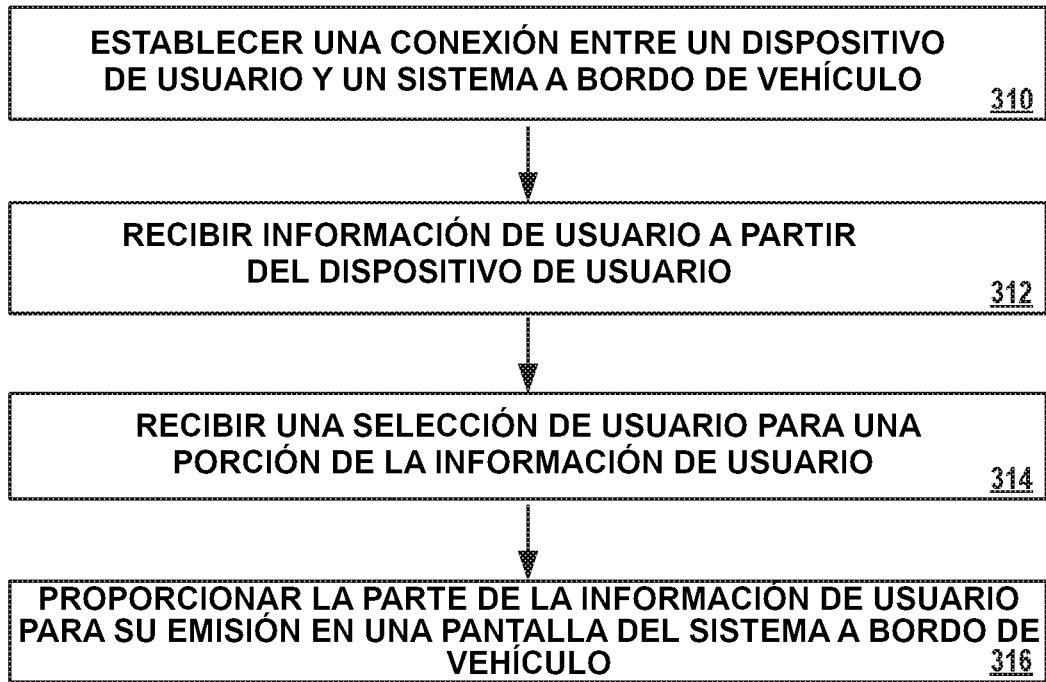 ESTABLECER UNA CONEXIÓN ENTRE UN DISPOSITIVO
DE USUARIO Y UN SISTEMA A BORDO DE VEHÍCULO
310
RECIBIR INFORMACIÓN DE USUARIO A PARTIR
DEL DISPOSITIVO DE USUARIO
312
RECIBIR UNA SELECCIÓN DE USUARIO PARA UNA
PORCIÓN DE LA INFORMACIÓN DE USUARIO
314
PROPORCIONAR LA PARTE DE LA INFORMACIÓN DE USUARIO
PARA SU EMISIÓN EN UNA PANTALLA DEL SISTEMA A BORDO DE
VEHÍCULO
316